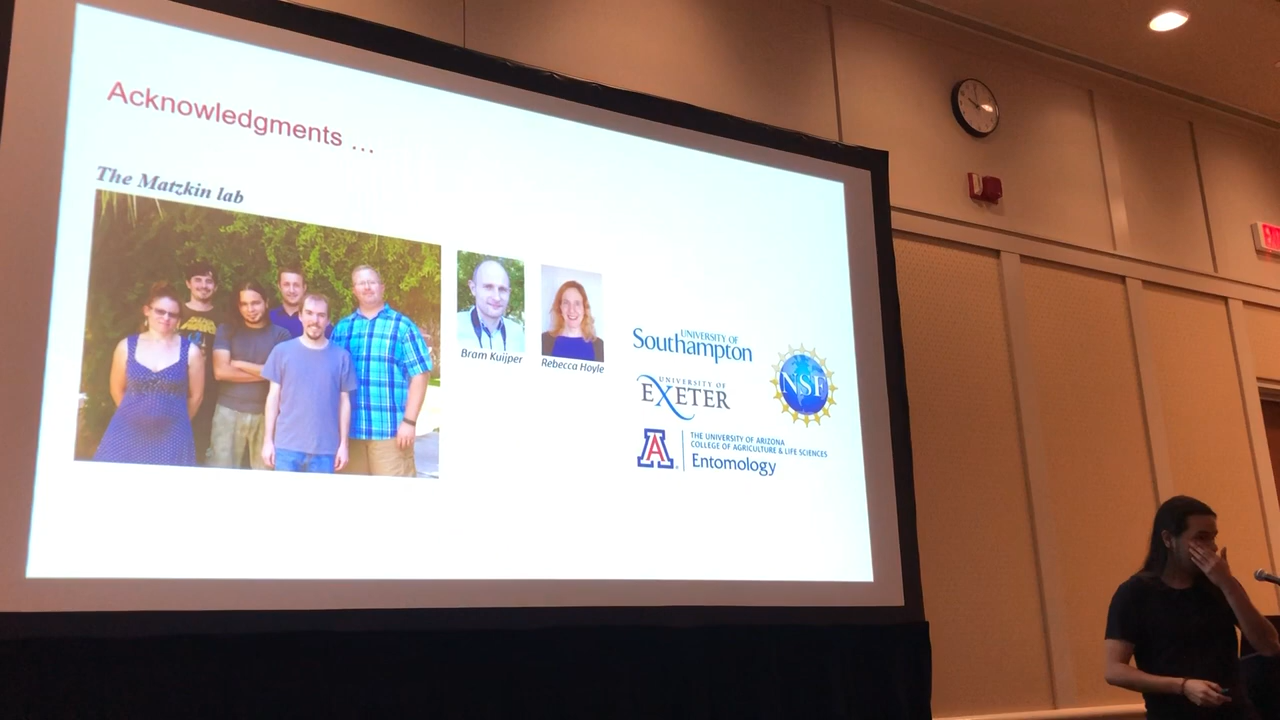 Acknowledgments ...
The Matzkin lab
Bram Kuijper
Rebecca Hoyle
UNIVERSITY OF
Southampton
UNIVERSITY OF
EXETER
NSF
A
THE UNIVERSITY OF ARIZONA
COLLEGE OF AGRICULTURE & LIFE SCIENCES
Entomology